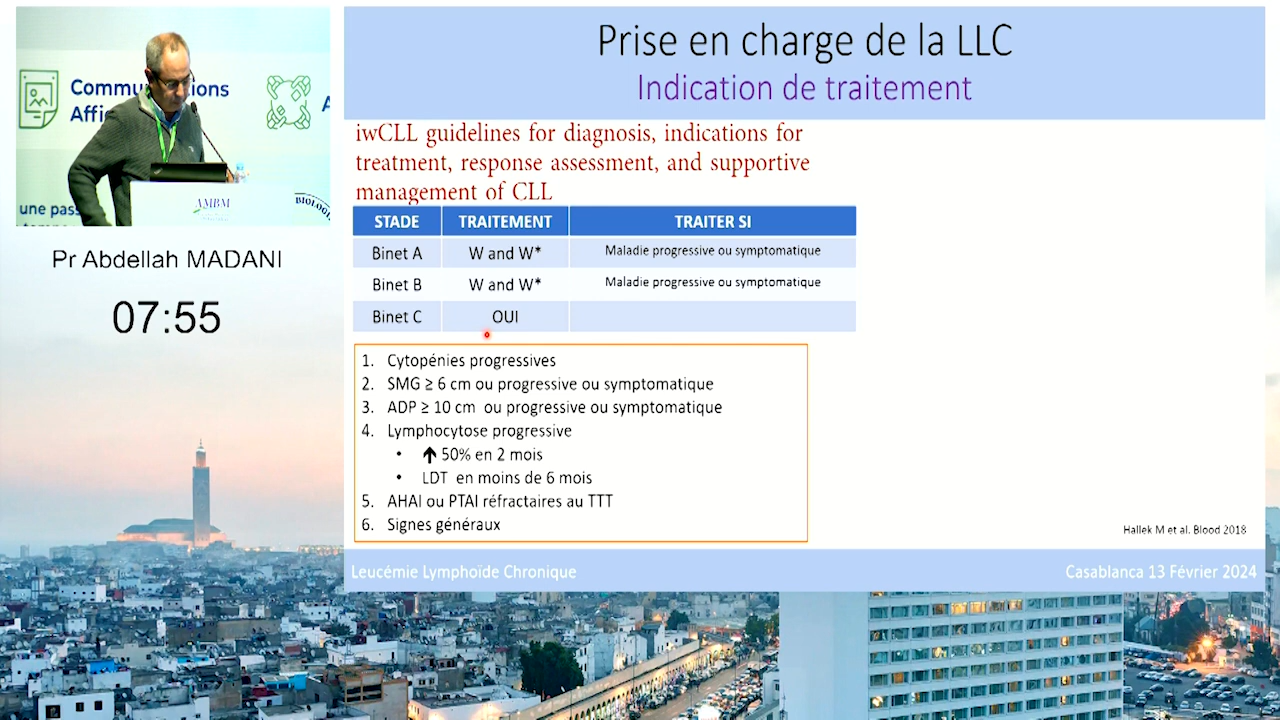 Communications
Affi
A
une pas
AMBM
BIOLOGI
Pr Abdellah MADANI
07:55
Prise en charge de la LLC
Indication de traitement
iwCLL guidelines for diagnosis, indications for
treatment, response assessment, and supportive
management of CLL
STADE TRAITEMENT TRAITER SI
Binet A W and W* Maladie progressive ou symptomatique
Binet B W and W* Maladie progressive ou symptomatique
Binet C OUI
1. Cytopénies progressives
2. SMG ≥ 6 cm ou progressive ou symptomatique
3. ADP ≥ 10 cm ou progressive ou symptomatique
4. Lymphocytose progressive
• ↑ 50% en 2 mois
• LDT en moins de 6 mois
5. AHAI ou PTAI réfractaires au TTT
6. Signes généraux
Hallek M et al. Blood 2018
Leucémie Lymphoïde Chronique
Casablanca 13 Février 2024